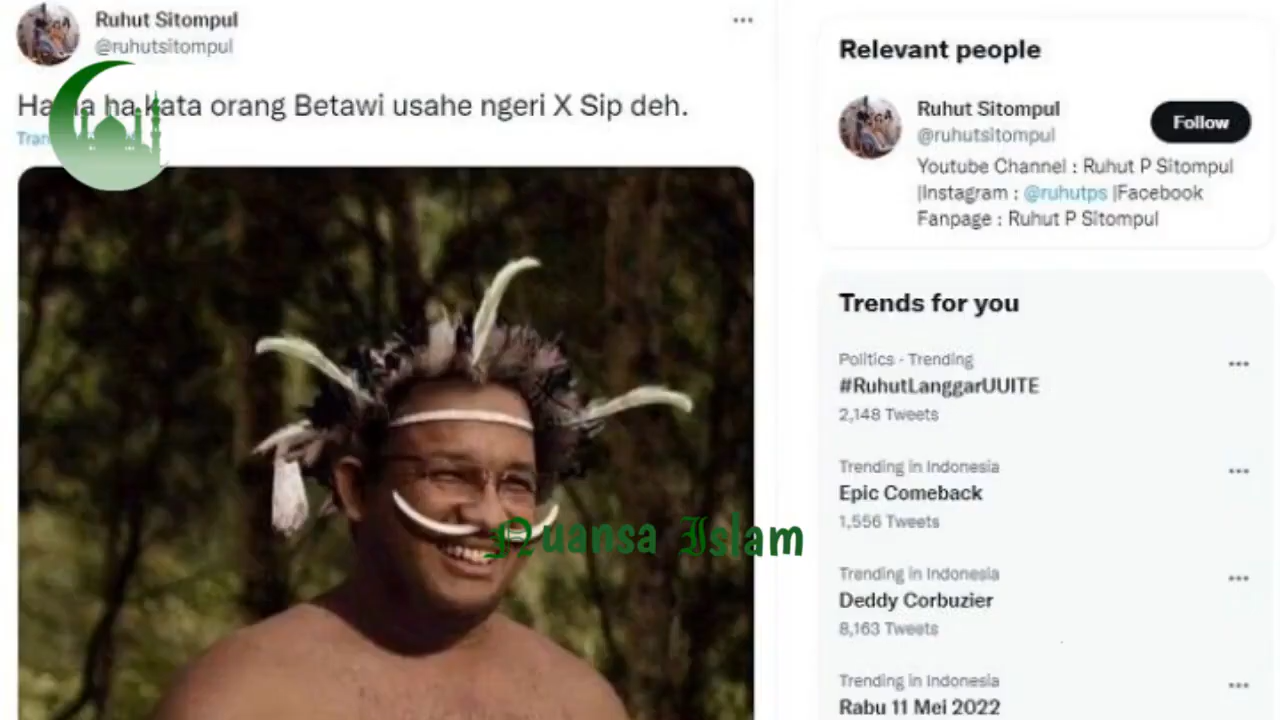 Ruhut Sitompul
@ruhutsitompul
Ha ha ha kata orang Betawi usahe ngeri X Sip deh.
Nuansa Islam
Relevant people
Ruhut Sitompul
@ruhutsitompul
Follow
Youtube Channel : Ruhut P Sitompul
|Instagram : @ruhutps |Facebook
Fanpage : Ruhut P Sitompul
Trends for you
Politics · Trending
#RuhutLanggarUUITE
2,148 Tweets
Trending in Indonesia
Epic Comeback
1,556 Tweets
Trending in Indonesia
Deddy Corbuzier
8,163 Tweets
Trending in Indonesia
Rabu 11 Mei 2022